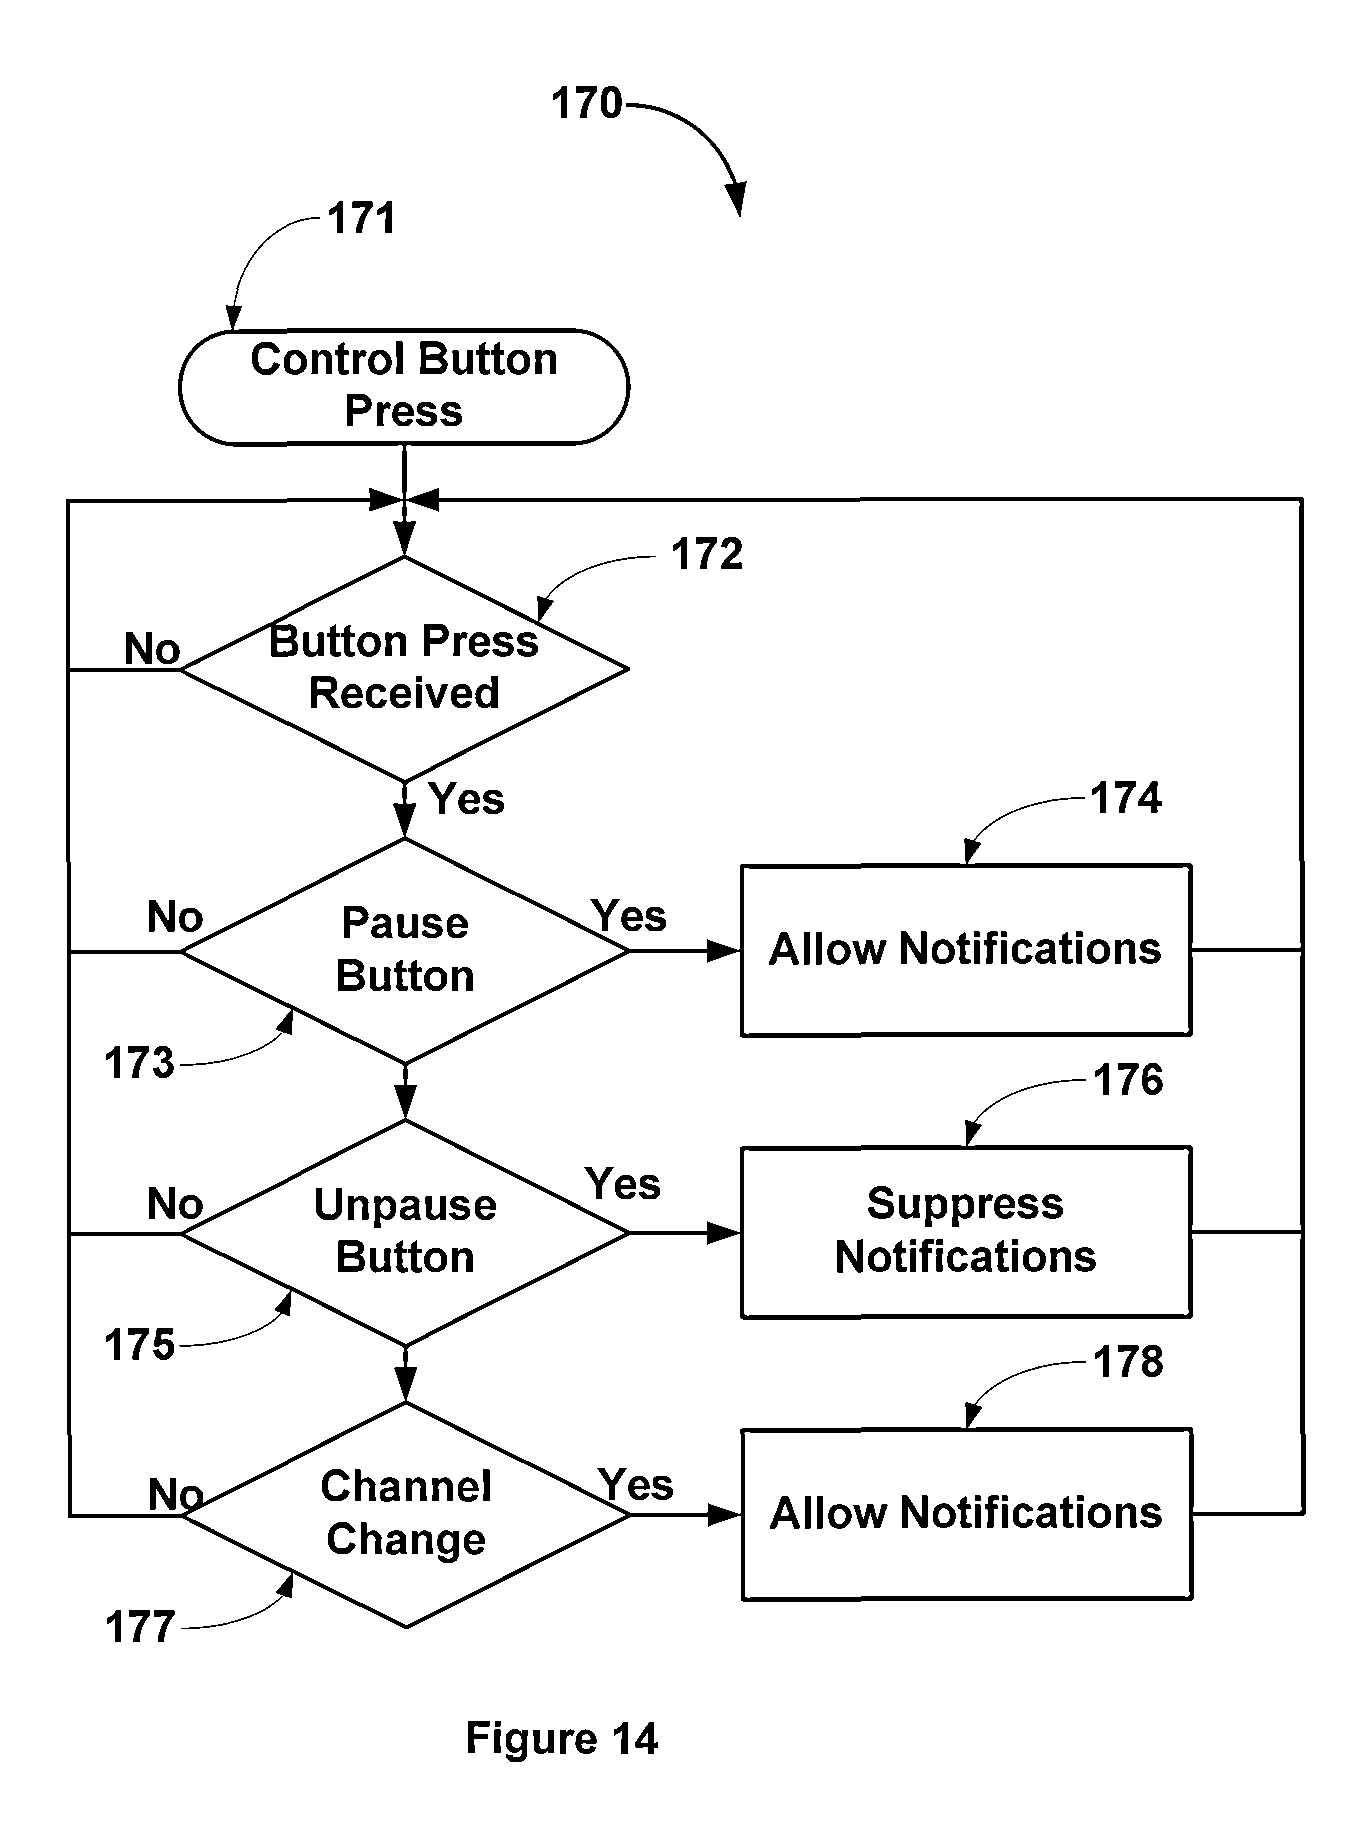 170
171
Control Button
Press
172
No
Button Press
Received
Yes
174
No
Pause
Button
Yes
Allow Notifications
173
176
No
Unpause
Button
Yes
Suppress
Notifications
175
178
No
Channel
Change
Yes
Allow Notifications
177
Figure 14